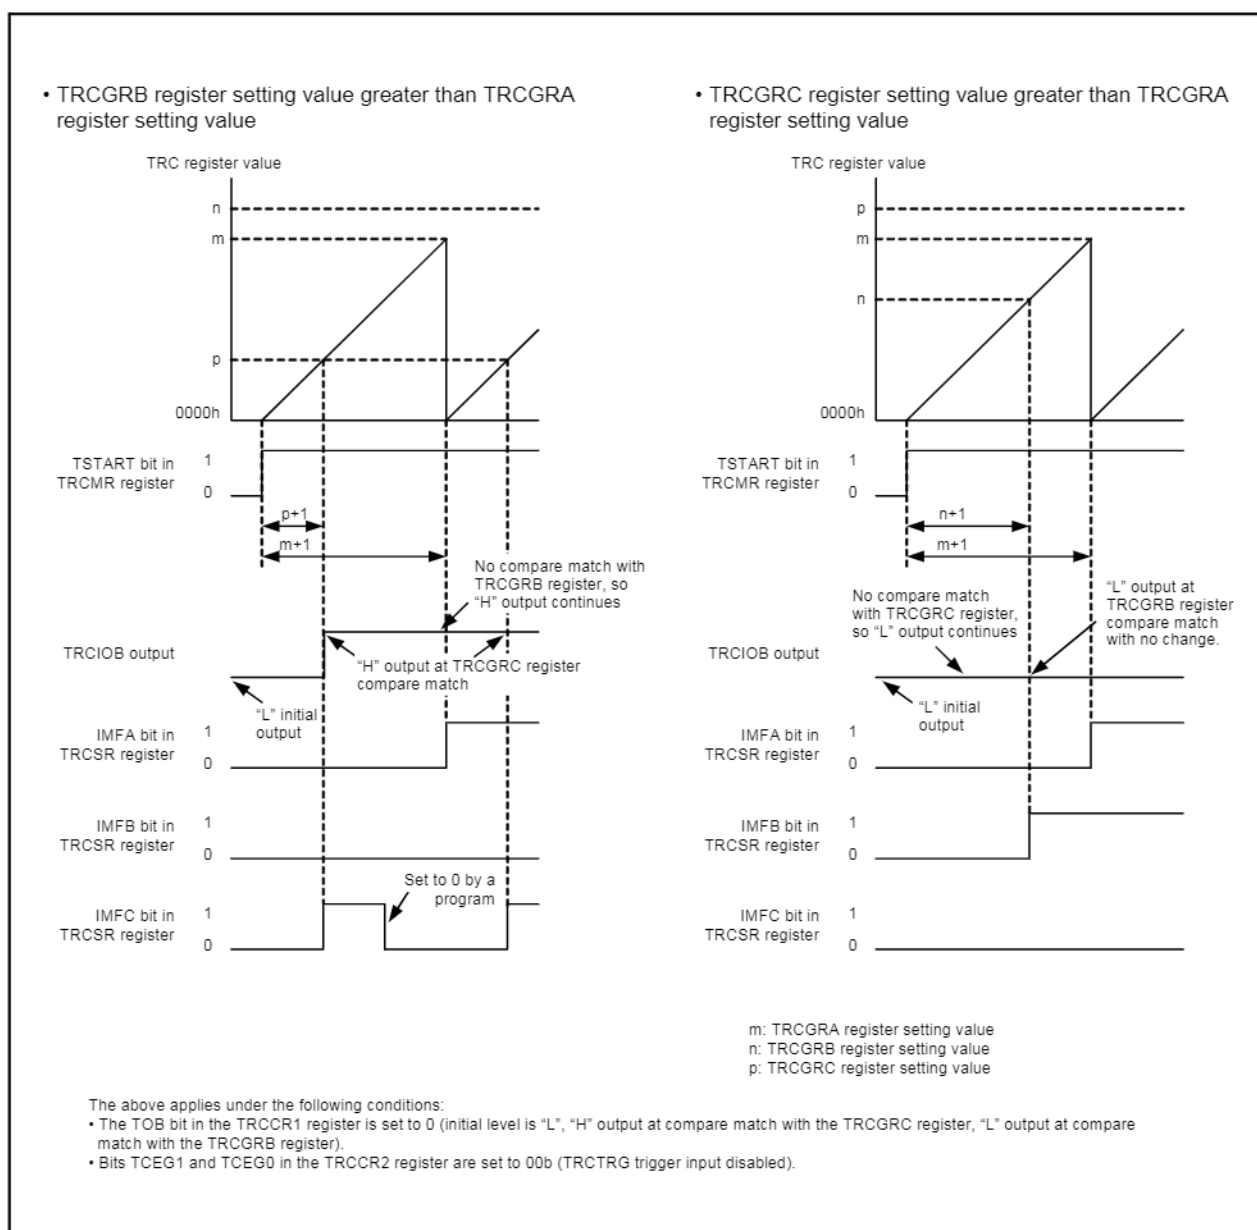 • TRCGRB register setting value greater than TRCGRA
register setting value
TRC register value
n
m
p
0000h
TSTART bit in
TRCMR register
1
0
p+1
m+1
No compare match with
TRCGRB register, so
“H” output continues
TRCIOB output
“H” output at TRCGRC register
compare match
“L” initial
output
IMFA bit in
TRCSR register
1
0
IMFB bit in
TRCSR register
1
0
Set to 0 by a
program
IMFC bit in
TRCSR register
1
0
• TRCGRC register setting value greater than TRCGRA
register setting value
TRC register value
p
m
n
0000h
TSTART bit in
TRCMR register
1
0
n+1
m+1
No compare match
with TRCGRC register,
so “L” output continues
“L” output at
TRCGRB register
compare match
with no change.
TRCIOB output
“L” initial
output
IMFA bit in
TRCSR register
1
0
IMFB bit in
TRCSR register
1
0
IMFC bit in
TRCSR register
1
0
m: TRCGRA register setting value
n: TRCGRB register setting value
p: TRCGRC register setting value
The above applies under the following conditions:
• The TOB bit in the TRCCR1 register is set to 0 (initial level is “L”, “H” output at compare match with the TRCGRC register, “L” output at compare
match with the TRCGRB register).
• Bits TCEG1 and TCEG0 in the TRCCR2 register are set to 00b (TRCTRG trigger input disabled).